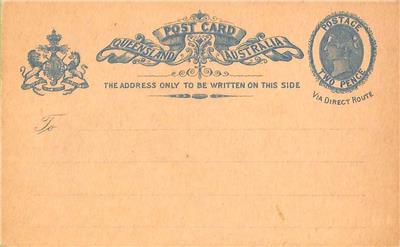 POST CARD
QUEENSLAND AUSTRALIA
POSTAGE
TWO PENCE
VIA DIRECT ROUTE
THE ADDRESS ONLY TO BE WRITTEN ON THIS SIDE
To